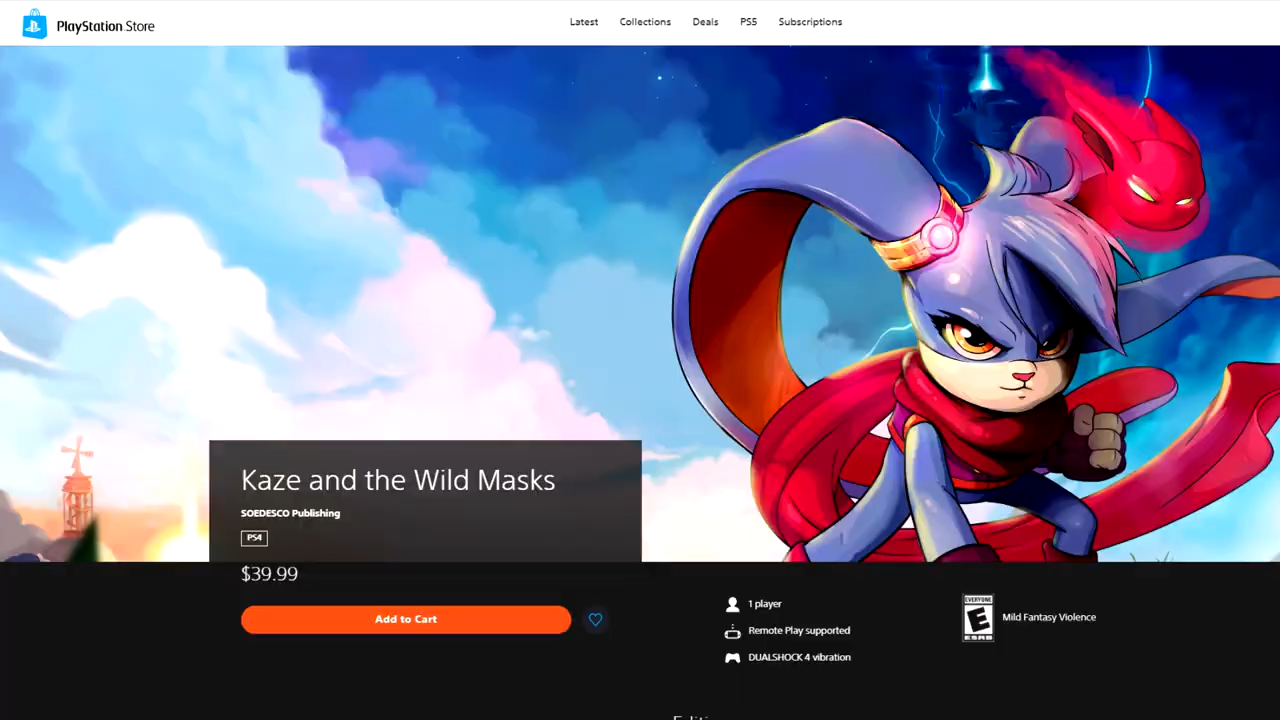 PlayStation Store
Latest Collections Deals PS5 Subscriptions
Kaze and the Wild Masks
SOEDESCO Publishing
PS4
$39.99
Add to Cart
1 player
Remote Play supported
DUALSHOCK 4 vibration
EVERYONE
E
ESRB
Mild Fantasy Violence